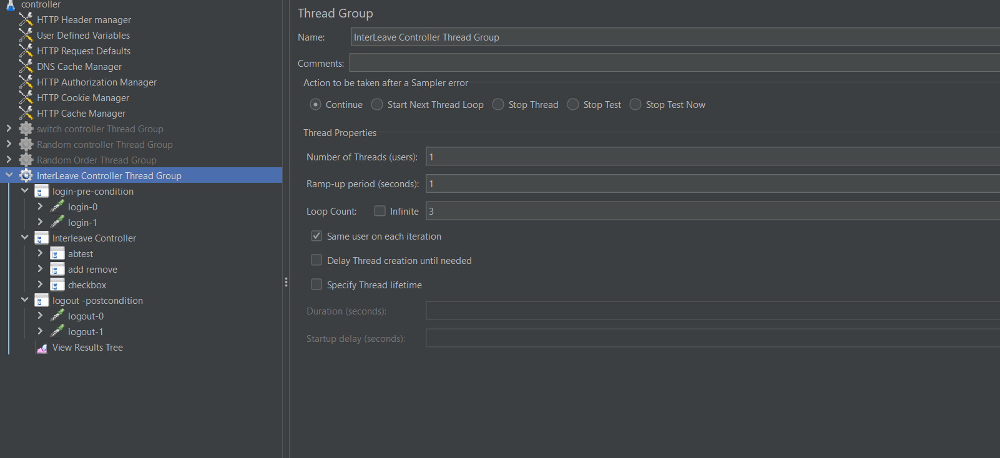 controller
HTTP Header manager
User Defined Variables
HTTP Request Defaults
DNS Cache Manager
HTTP Authorization Manager
HTTP Cookie Manager
HTTP Cache Manager
switch controller Thread Group
Random controller Thread Group
Random Order Thread Group
InterLeave Controller Thread Group
login-pre-condition
login-0
login-1
Interleave Controller
abtest
add remove
checkbox
logout -postcondition
logout-0
logout-1
View Results Tree
Thread Group
Name: InterLeave Controller Thread Group
Comments:
Action to be taken after a Sampler error
Continue Start Next Thread Loop Stop Thread Stop Test Stop Test Now
Thread Properties
Number of Threads (users): 1
Ramp-up period (seconds): 1
Loop Count: Infinite 3
Same user on each iteration
Delay Thread creation until needed
Specify Thread lifetime
Duration (seconds):
Startup delay (seconds):